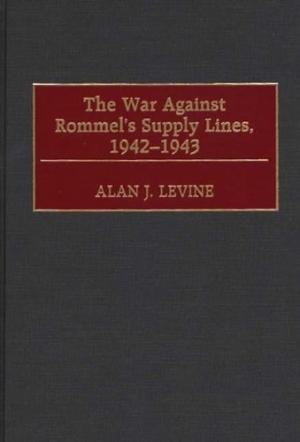 The War Against
Rommel's Supply Lines,
1942–1943
ALAN J. LEVINE